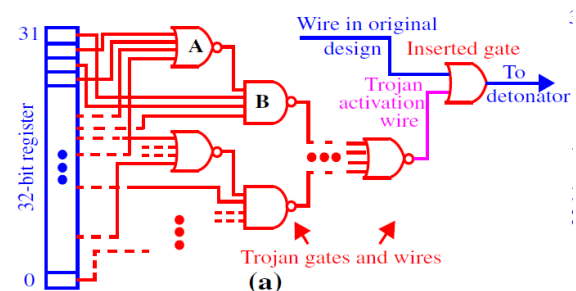 31
A
Wire in original
design
Inserted gate
To
detonator
Trojan
activation
wire
B
32-bit register
0
Trojan gates and wires
(a)